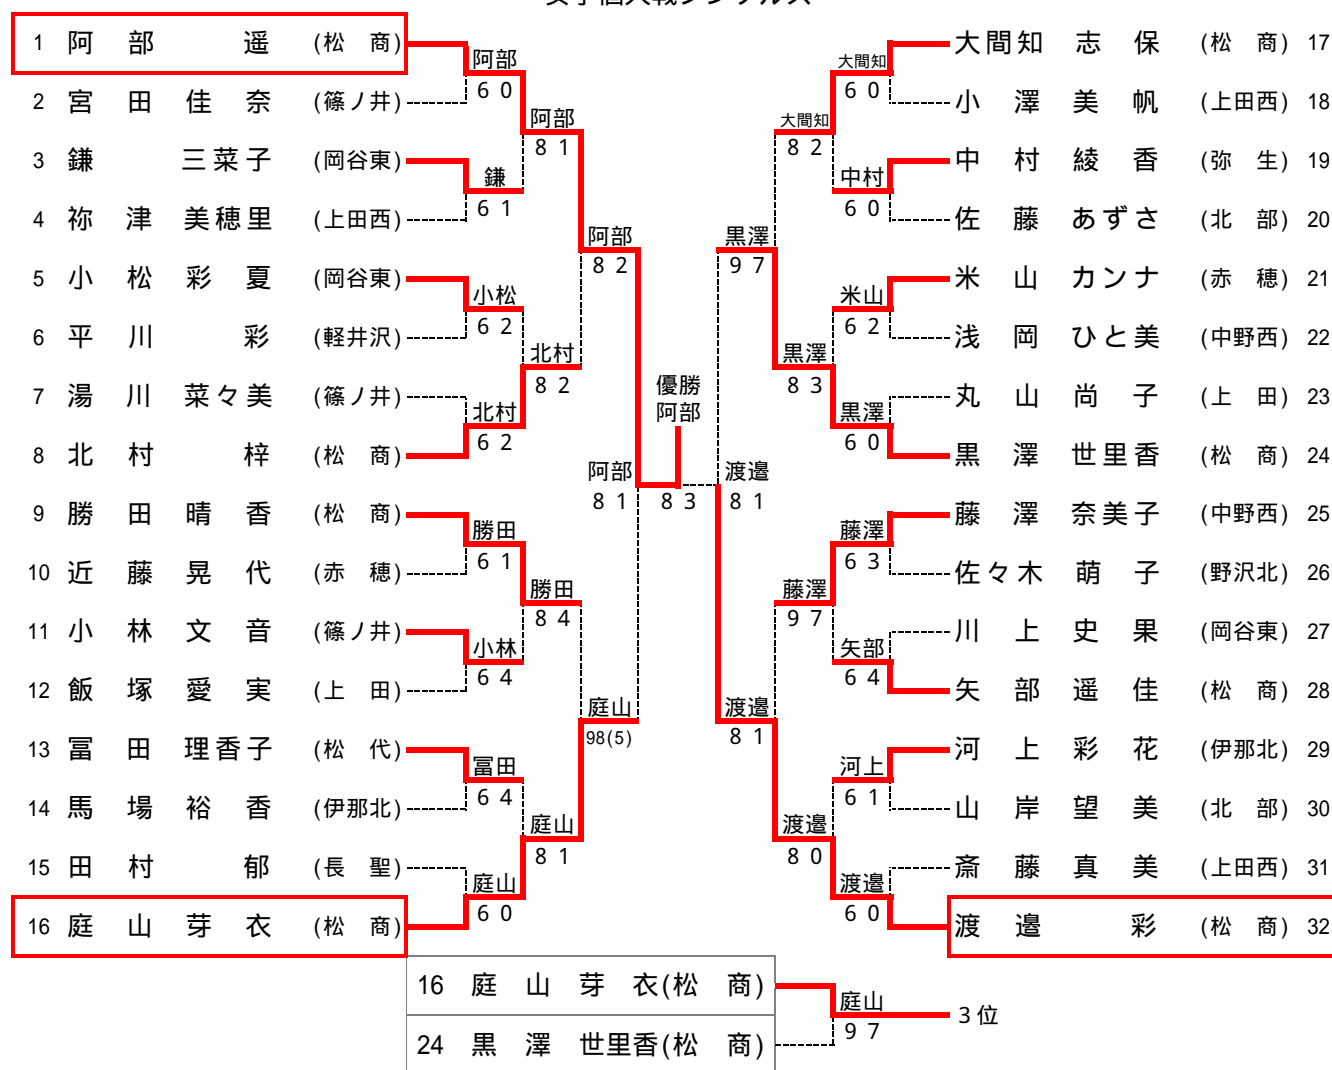 1 阿部 遥 (松商)
2 宮田佳奈 (篠ノ井)
3 鎌 三菜子 (岡谷東)
4 祢津美穂里 (上田西)
5 小松彩夏 (岡谷東)
6 平川 彩 (軽井沢)
7 湯川菜々美 (篠ノ井)
8 北村 梓 (松商)
9 勝田晴香 (松商)
10 近藤晃代 (赤穂)
11 小林文音 (篠ノ井)
12 飯塚愛実 (上田)
13 冨田理香子 (松代)
14 馬場裕香 (伊那北)
15 田村 郁 (長聖)
16 庭山芽衣 (松商)
阿部
6 0
鎌
6 1
小松
6 2
北村
6 2
勝田
6 1
小林
6 4
冨田
6 4
庭山
6 0
阿部
8 1
北村
8 2
勝田
8 4
庭山
8 1
阿部
8 2
庭山
98(5)
阿部
8 1
優勝
阿部
8 3
渡邉
8 1
黒澤
9 7
渡邉
8 1
大間知
8 2
黒澤
8 3
藤澤
9 7
渡邉
8 0
大間知
6 0
中村
6 0
米山
6 2
黒澤
6 0
藤澤
6 3
矢部
6 4
河上
6 1
渡邉
6 0
大間知志保 (松商) 17
小澤美帆 (上田西) 18
中村綾香 (弥生) 19
佐藤あずさ (北部) 20
米山カンナ (赤穂) 21
浅岡ひと美 (中野西) 22
丸山尚子 (上田) 23
黒澤世里香 (松商) 24
藤澤奈美子 (中野西) 25
佐々木萌子 (野沢北) 26
川上史果 (岡谷東) 27
矢部遥佳 (松商) 28
河上彩花 (伊那北) 29
山岸望美 (北部) 30
斎藤真美 (上田西) 31
渡邉 彩 (松商) 32
16 庭山芽衣(松商)
24 黒澤世里香(松商)
庭山
9 7
3位